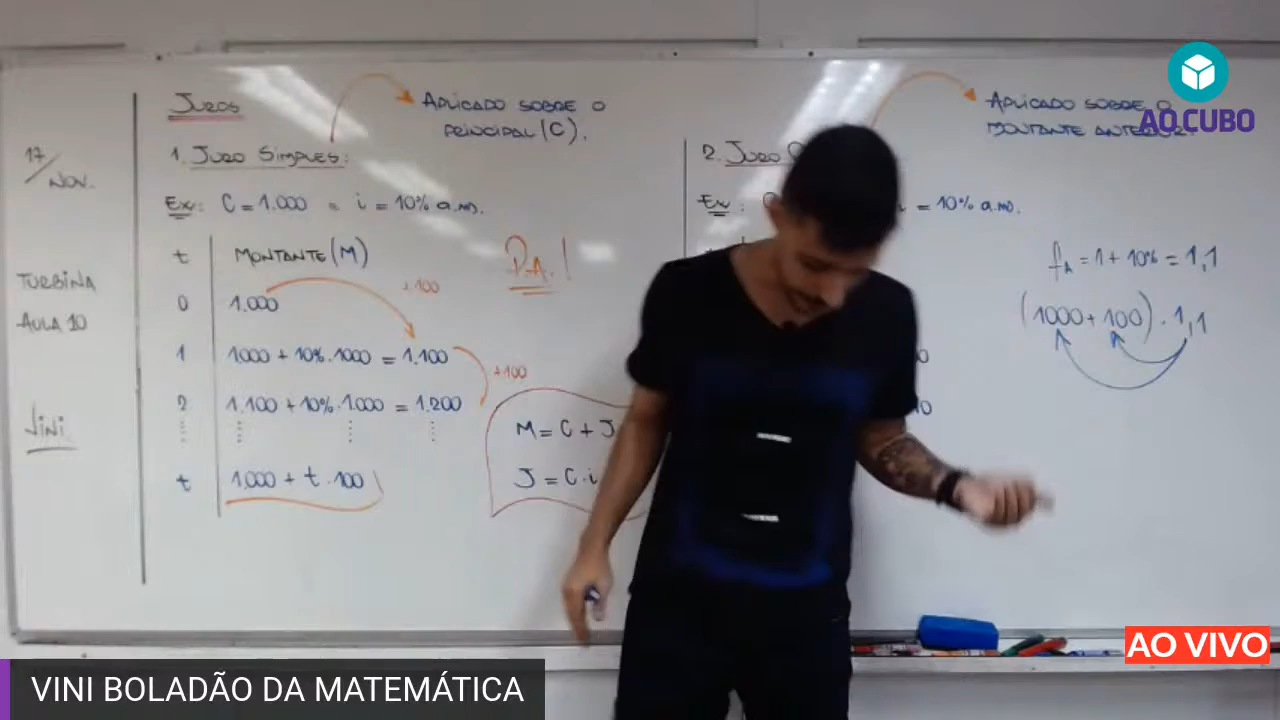 17/NOV.
TURBINA
AULA 10
Vini
JUROS
APLICADO SOBRE O
PRINCIPAL (C).
1. JURO SIMPLES:
EX: C = 1.000 = i = 10% a.m.
t MONTANTE (M)
0 1.000
+100
1 1000 + 10%.1000 = 1.100
+100
2 1.100 + 10%.1.000 = 1.200
t 1.000 + t.100
P.A.!
M = C + J
J = C.i
2. JURO
APLICADO SOBRE O
MONTANTE ANTERIOR.
EX:
= 10% a.m.
fA = 1 + 10% = 1,1
(1000 + 100) . 1,1
AO CUBO
AO VIVO
VINI BOLADÃO DA MATEMÁTICA